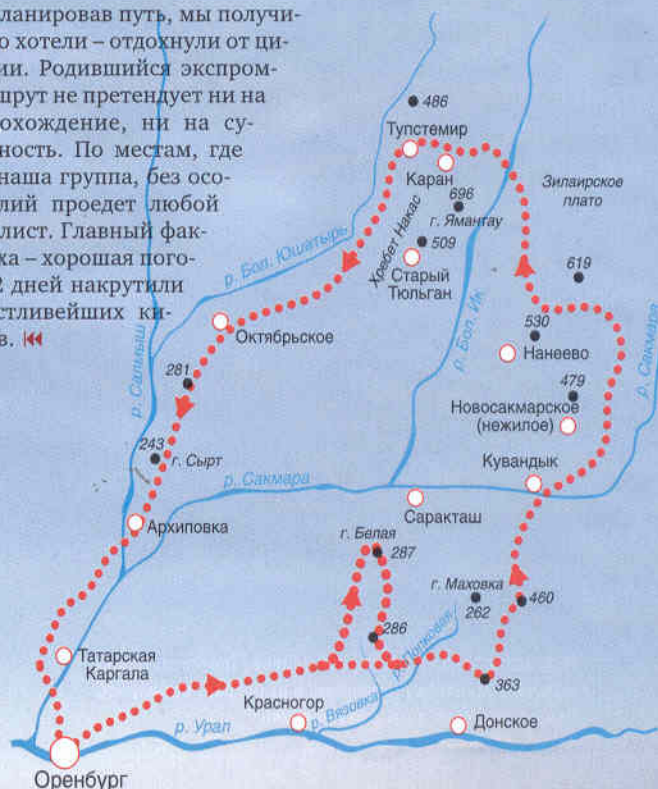 ланировав путь, мы получи-
о хотели – отдохнули от ци-
ии. Родившийся экспром-
шрут не претендует ни на
охождение, ни на су-
ность. По местам, где
наша группа, без осо-
лий проедет любой
лист. Главный фак-
ха – хорошая пого-
2 дней накрутили
стливейших ки-
в.
486
Тупстемир
Каран
696
г. Ямантау
Зилаирское
плато
Хребет Накас
509
Старый
Тюльган
619
р. Бол. Юшатырь
р. Бол. Ик
Октябрьское
530
Нанеево
р. Салмыш
281
479
р. Сакмара
Новосакмарское
(нежилое)
243
г. Сырт
Кувандык
р. Сакмара
Саракташ
Архиповка
г. Белая
287
г. Маховка
262
460
286
Татарская
Каргала
363
Красногор
р. Вязовка
Донское
р. Урал
Оренбург